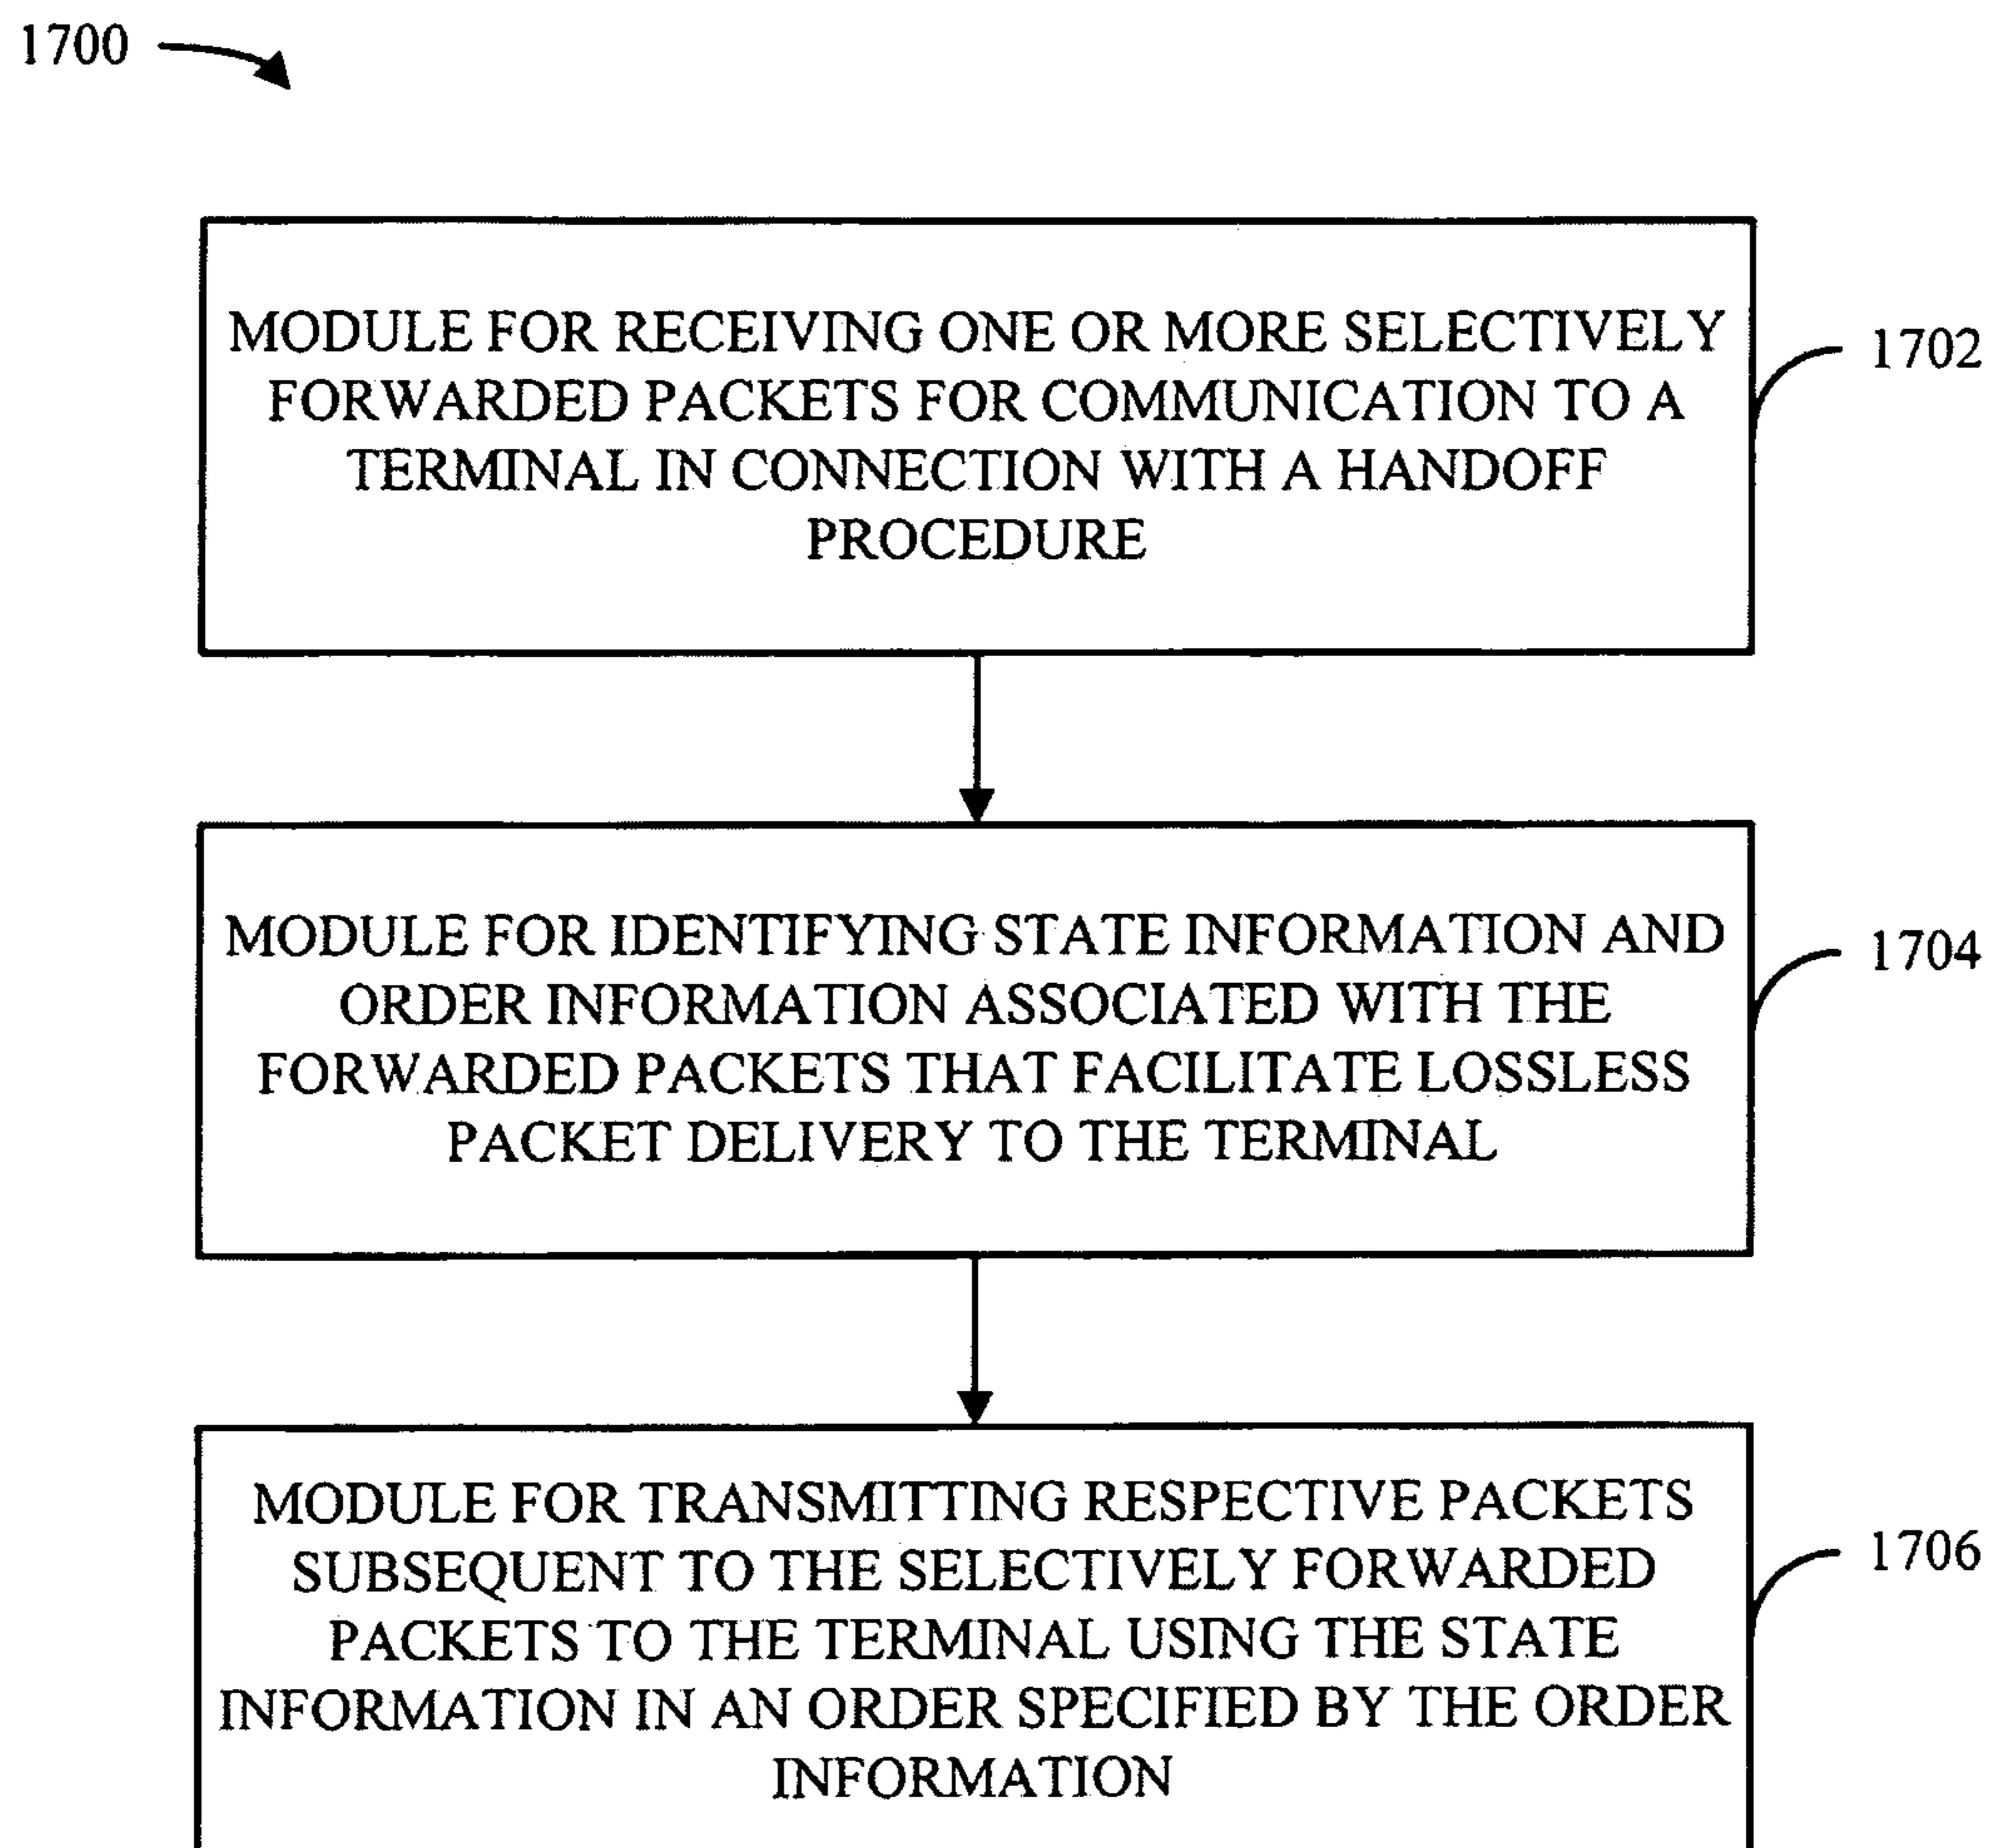 1700
MODULE FOR RECEIVING ONE OR MORE SELECTIVELY
FORWARDED PACKETS FOR COMMUNICATION TO A
TERMINAL IN CONNECTION WITH A HANDOFF
PROCEDURE
1702
MODULE FOR IDENTIFYING STATE INFORMATION AND
ORDER INFORMATION ASSOCIATED WITH THE
FORWARDED PACKETS THAT FACILITATE LOSSLESS
PACKET DELIVERY TO THE TERMINAL
1704
MODULE FOR TRANSMITTING RESPECTIVE PACKETS
SUBSEQUENT TO THE SELECTIVELY FORWARDED
PACKETS TO THE TERMINAL USING THE STATE
INFORMATION IN AN ORDER SPECIFIED BY THE ORDER
INFORMATION
1706